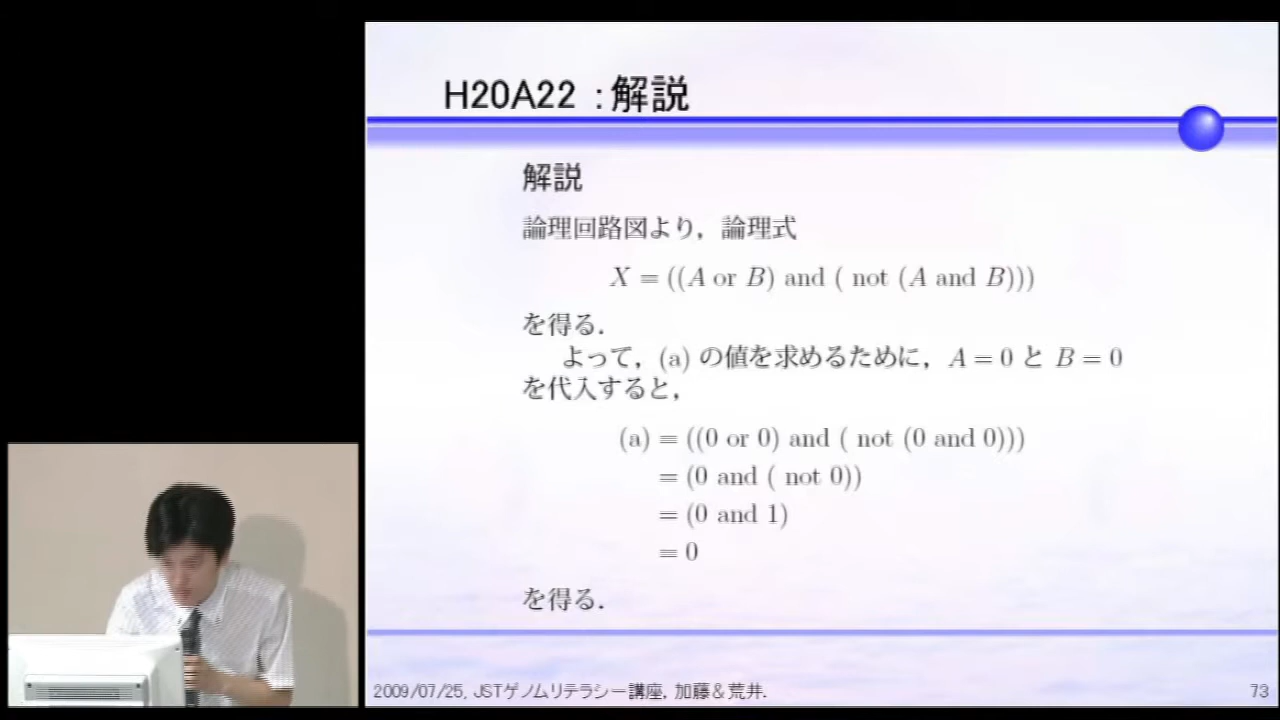 H20A22 :解説
解説
論理回路図より，論理式
X = ((A or B) and ( not (A and B)))
を得る．
よって，(a) の値を求めるために，A = 0 と B = 0
を代入すると，
(a) = ((0 or 0) and ( not (0 and 0)))
= (0 and ( not 0))
= (0 and 1)
= 0
を得る．
2009/07/25, JSTゲノムリテラシー講座, 加藤＆荒井.
73